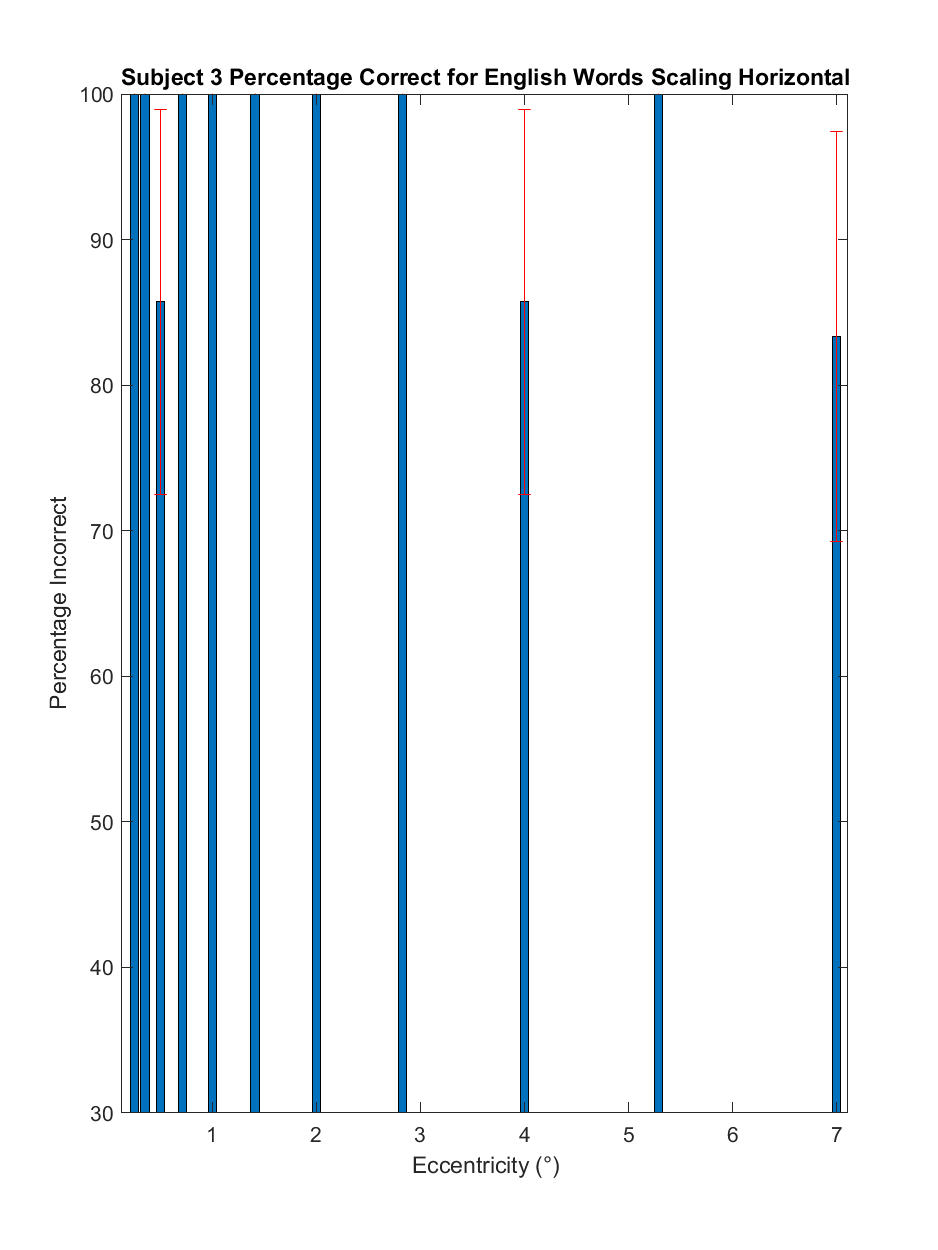 Subject 3 Percentage Correct for English Words Scaling Horizontal
100
90
80
70
60
50
40
30
Percentage Incorrect
1 2 3 4 5 6 7
Eccentricity (°)